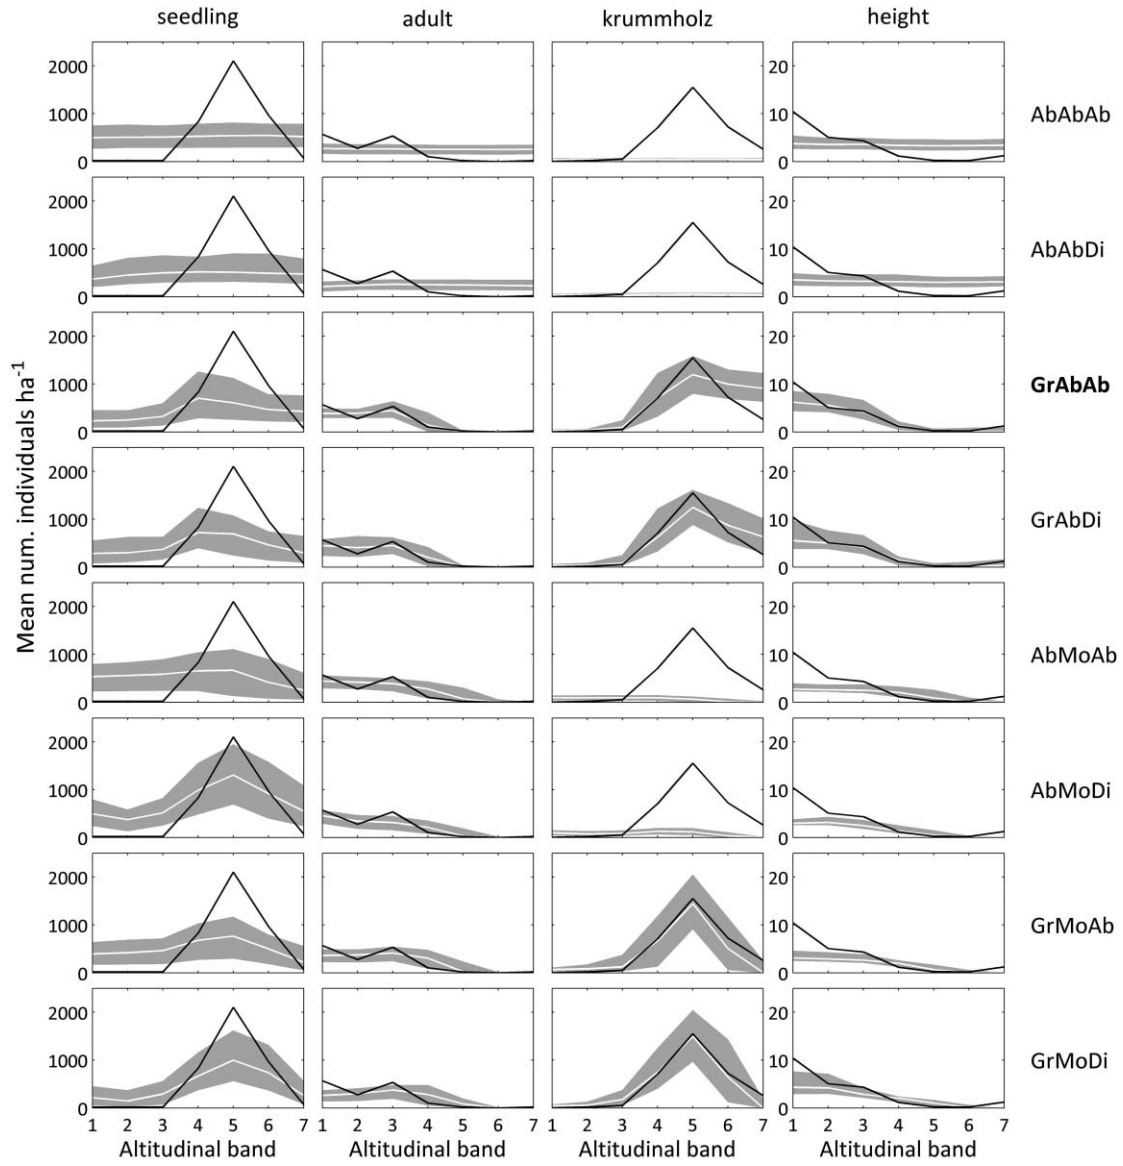 seedling adult krummholz height
2000 1000 0 20 10 0 AbAbAb
2000 1000 0 20 10 0 AbAbDi
2000 1000 0 20 10 0 GrAbAb
2000 1000 0 20 10 0 GrAbDi
2000 1000 0 20 10 0 AbMoAb
2000 1000 0 20 10 0 AbMoDi
2000 1000 0 20 10 0 GrMoAb
2000 1000 0 20 10 0 GrMoDi
Mean num. individuals ha⁻¹
1 2 3 4 5 6 7 1 2 3 4 5 6 7 1 2 3 4 5 6 7 1 2 3 4 5 6 7
Altitudinal band Altitudinal band Altitudinal band Altitudinal band